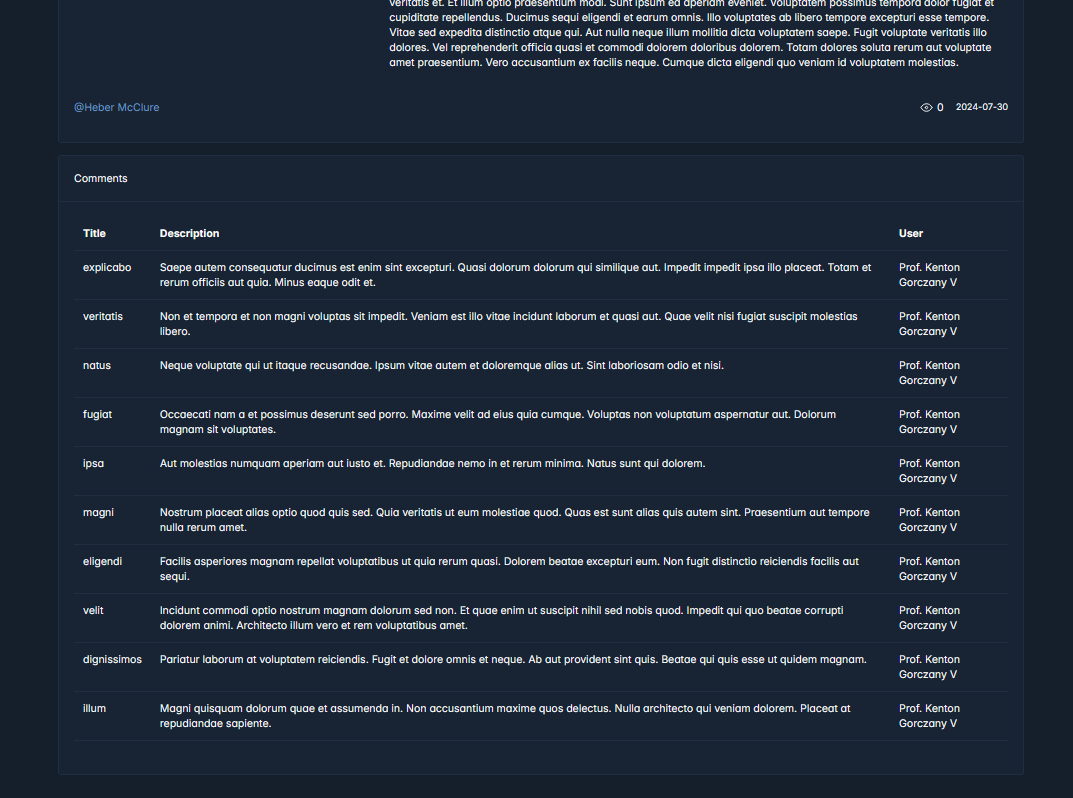 veritatis et. Et illum optio praesentium modi. Sunt ipsum ea aperiam eveniet. Voluptatem possimus tempora dolor fugiat et
cupiditate repellendus. Ducimus sequi eligendi et earum omnis. Illo voluptates ab libero tempore excepturi esse tempore.
Vitae sed expedita distinctio atque qui. Aut nulla neque illum mollitia dicta voluptatem saepe. Fugit voluptate veritatis illo
dolores. Vel reprehenderit officia quasi et commodi dolorem doloribus dolorem. Totam dolores soluta rerum aut voluptate
amet praesentium. Vero accusantium ex facilis neque. Cumque dicta eligendi quo veniam id voluptatem molestias.
@Heber McClure 0 2024-07-30
Comments
Title Description User
explicabo Saepe autem consequatur ducimus est enim sint excepturi. Quasi dolorum dolorum qui similique aut. Impedit impedit ipsa illo placeat. Totam et Prof. Kenton
rerum officiis aut quia. Minus eaque odit et. Gorczany V
veritatis Non et tempora et non magni voluptas sit impedit. Veniam est illo vitae incidunt laborum et quasi aut. Quae velit nisi fugiat suscipit molestias Prof. Kenton
libero. Gorczany V
natus Neque voluptate qui ut itaque recusandae. Ipsum vitae autem et doloremque alias ut. Sint laboriosam odio et nisi. Prof. Kenton
Gorczany V
fugiat Occaecati nam a et possimus deserunt sed porro. Maxime velit ad eius quia cumque. Voluptas non voluptatum aspernatur aut. Dolorum Prof. Kenton
magnam sit voluptates. Gorczany V
ipsa Aut molestias numquam aperiam aut iusto et. Repudiandae nemo in et rerum minima. Natus sunt qui dolorem. Prof. Kenton
Gorczany V
magni Nostrum placeat alias optio quod quis sed. Quia veritatis ut eum molestiae quod. Quas est sunt alias quis autem sint. Praesentium aut tempore Prof. Kenton
nulla rerum amet. Gorczany V
eligendi Facilis asperiores magnam repellat voluptatibus ut quia rerum quasi. Dolorem beatae excepturi eum. Non fugit distinctio reiciendis facilis aut Prof. Kenton
sequi. Gorczany V
velit Incidunt commodi optio nostrum magnam dolorum sed non. Et quae enim ut suscipit nihil sed nobis quod. Impedit qui quo beatae corrupti Prof. Kenton
dolorem animi. Architecto illum vero et rem voluptatibus amet. Gorczany V
dignissimos Pariatur laborum at voluptatem reiciendis. Fugit et dolore omnis et neque. Ab aut provident sint quis. Beatae qui quis esse ut quidem magnam. Prof. Kenton
Gorczany V
illum Magni quisquam dolorum quae et assumenda in. Non accusantium maxime quos delectus. Nulla architecto qui veniam dolorem. Placeat at Prof. Kenton
repudiandae sapiente. Gorczany V